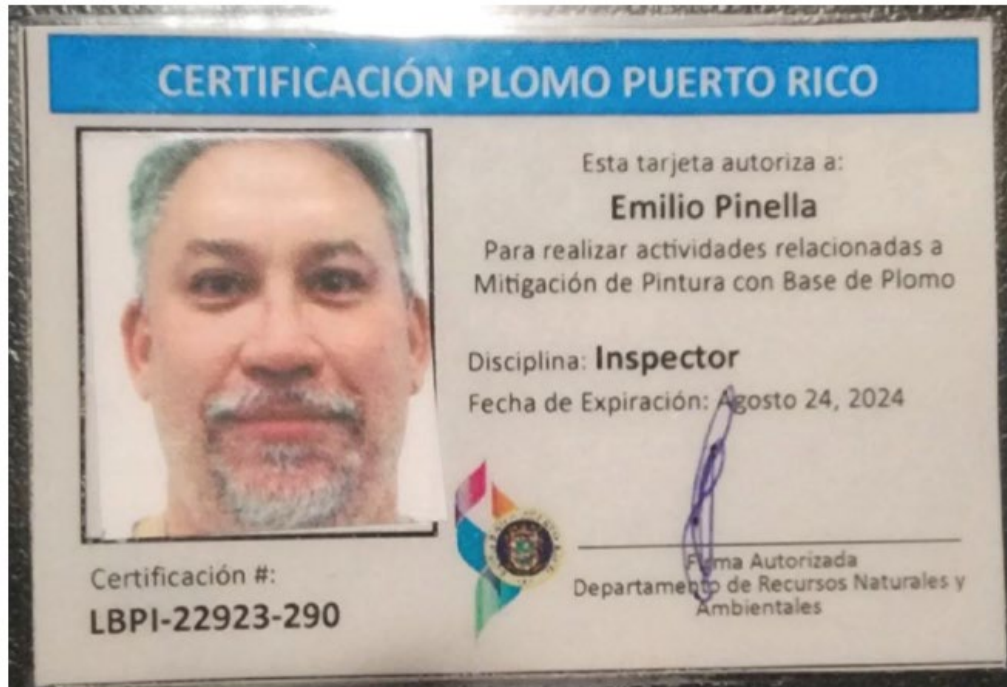 CERTIFICACIÓN PLOMO PUERTO RICO
Esta tarjeta autoriza a:
Emilio Pinella
Para realizar actividades relacionadas a
Mitigación de Pintura con Base de Plomo
Disciplina: Inspector
Fecha de Expiración: Agosto 24, 2024
Certificación #:
LBPI-22923-290
Firma Autorizada
Departamento de Recursos Naturales y
Ambientales